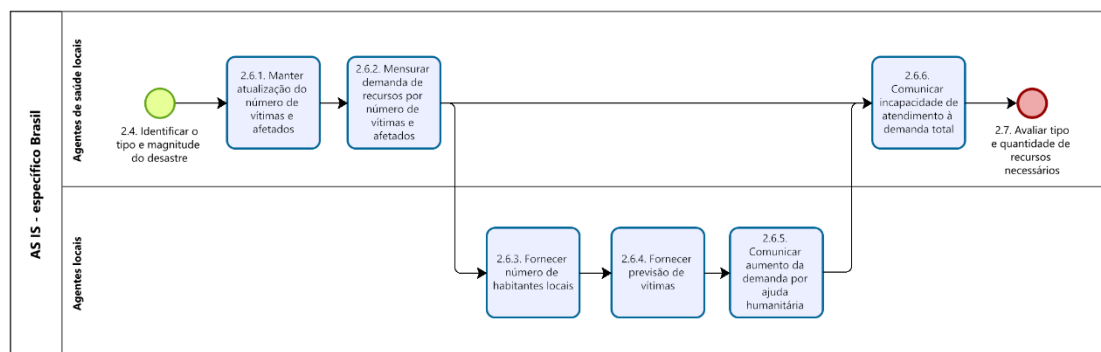 AS IS - específico Brasil
Agentes de saúde locais
2.4. Identificar o
tipo e magnitude
do desastre
2.6.1. Manter
atualização do
número de
vítimas e
afetados
2.6.2. Mensurar
demanda de
recursos por
número de
vítimas e
afetados
2.6.6.
Comunicar
incapacidade de
atendimento à
demanda total
2.7. Avaliar tipo
e quantidade de
recursos
necessários
Agentes locais
2.6.3. Fornecer
número de
habitantes locais
2.6.4. Fornecer
previsão de
vítimas
2.6.5.
Comunicar
aumento da
demanda por
ajuda
humanitária